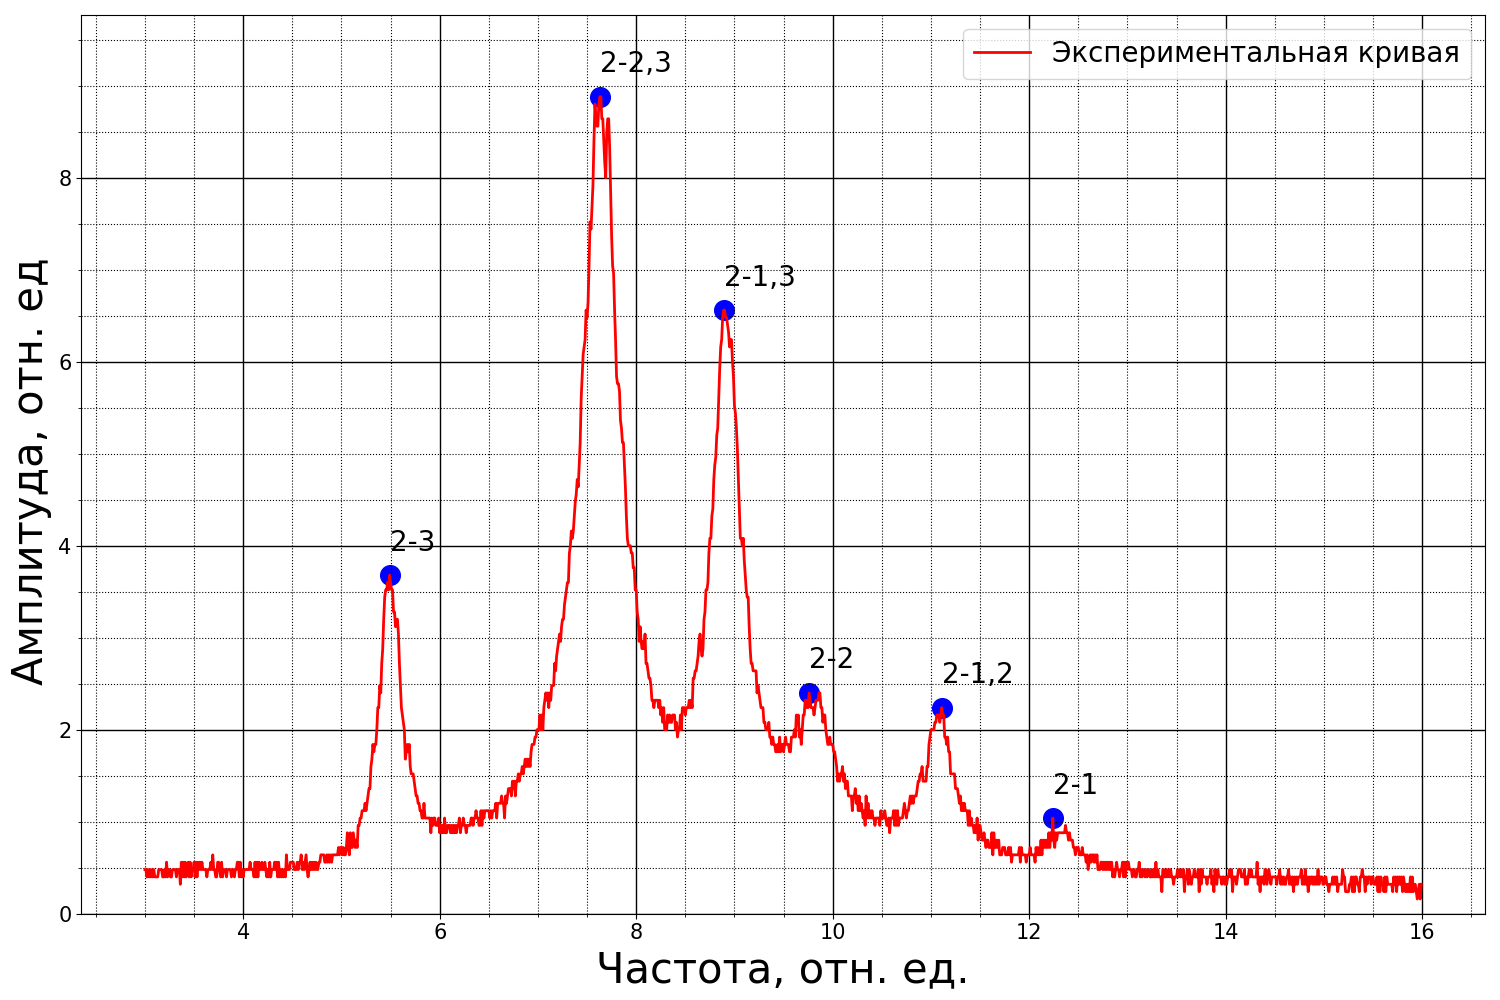 Экспериментальная кривая
2-2,3
2-1,3
2-3
2-2
2-1,2
2-1
Амплитуда, отн. ед
8
6
4
2
0
4 6 8 10 12 14 16
Частота, отн. ед.